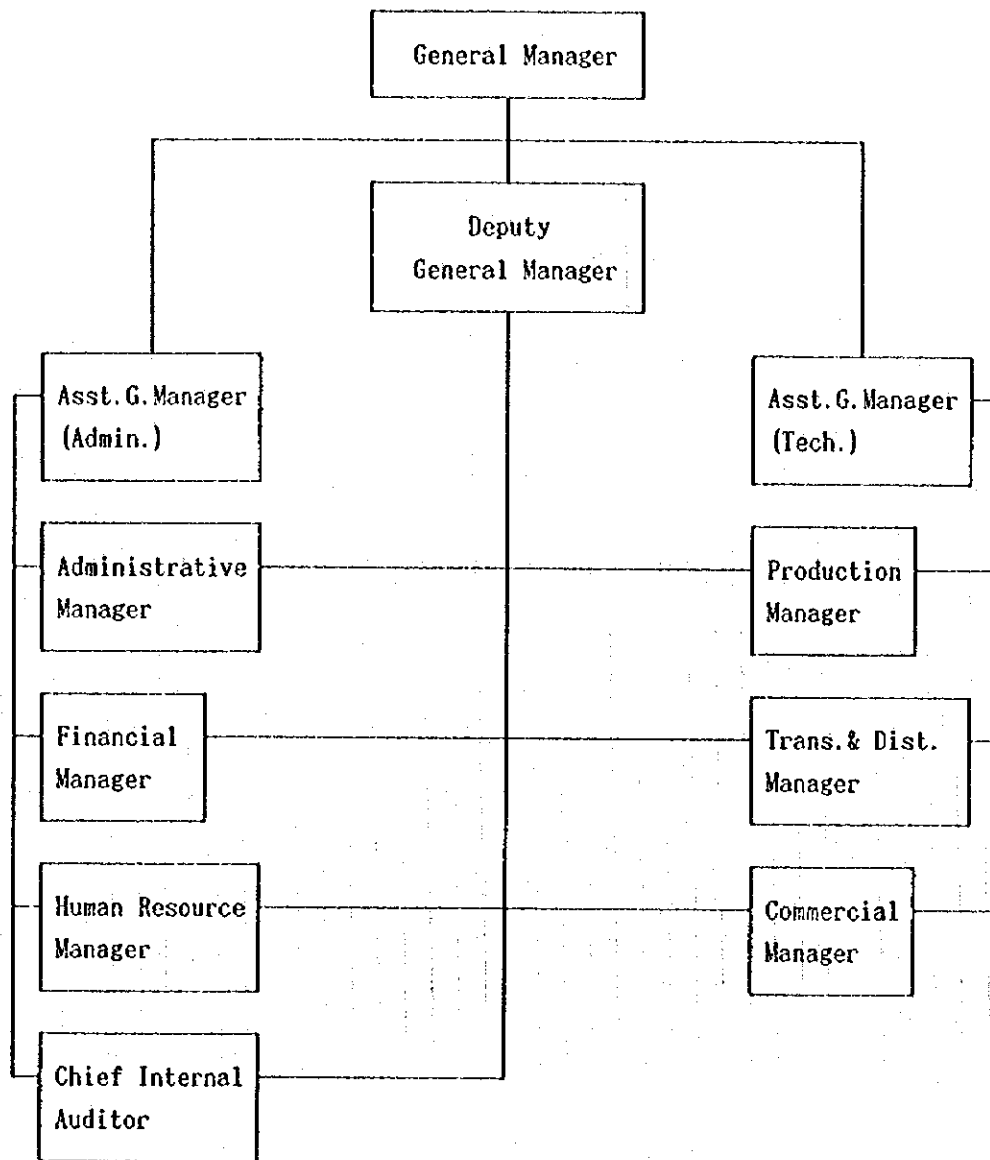 General Manager
Deputy
General Manager
Asst.G.Manager
(Admin.)
Asst.G.Manager
(Tech.)
Administrative
Manager
Production
Manager
Financial
Manager
Trans.& Dist.
Manager
Human Resource
Manager
Commercial
Manager
Chief Internal
Auditor